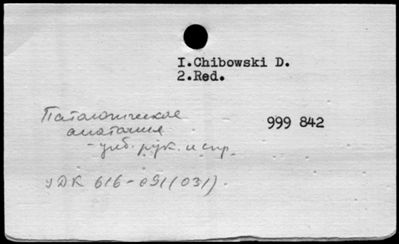 I.Chibowski D.
2.Red.
Патологическая
анатомия
999 842
- учеб. рук. и спр.
УДК 616-091(031).